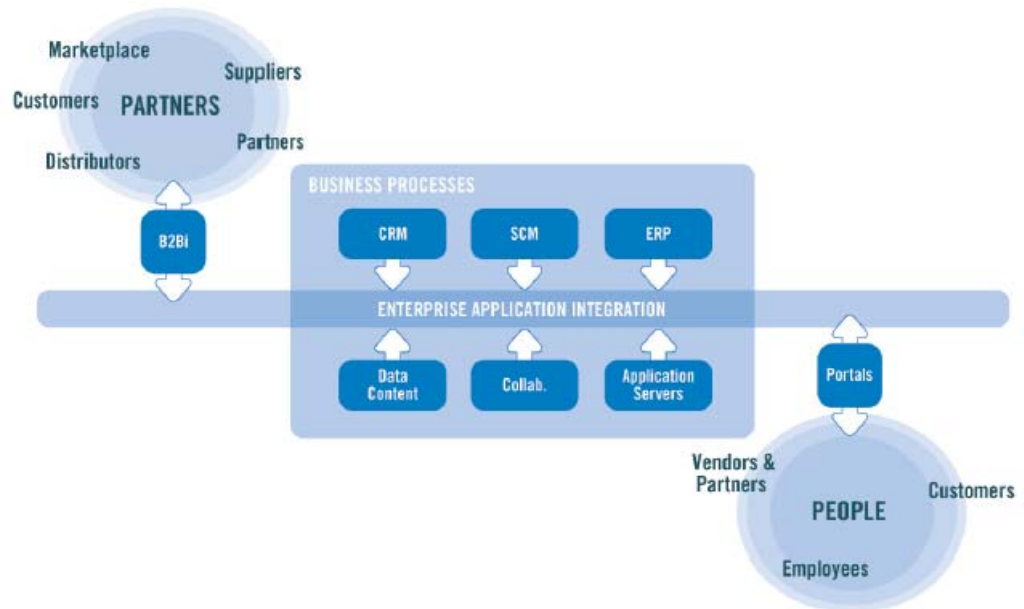 Marketplace
Suppliers
Customers
PARTNERS
Partners
Distributors
B2Bi
BUSINESS PROCESSES
CRM
SCM
ERP
ENTERPRISE APPLICATION INTEGRATION
Data
Content
Collab.
Application
Servers
Portals
Vendors &
Partners
Customers
PEOPLE
Employees